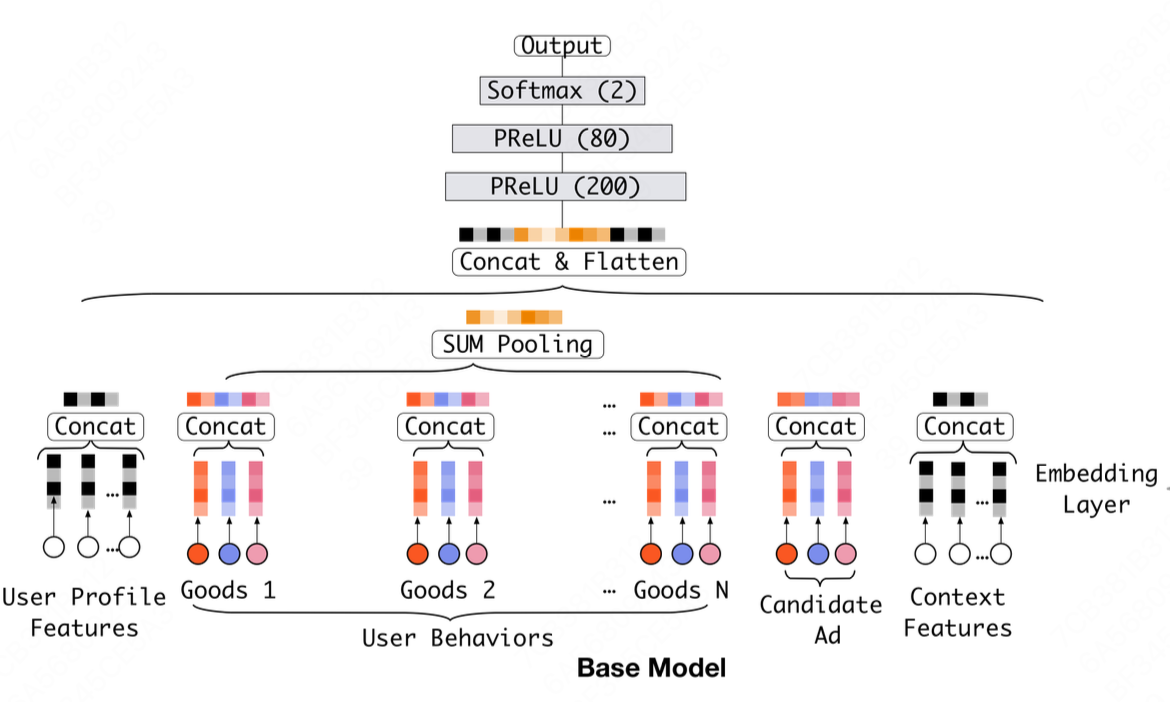 Output
Softmax (2)
PReLU (80)
PReLU (200)
Concat & Flatten
SUM Pooling
...
Concat
Concat
Concat
...
Concat
Concat
Concat
...
...
...
Embedding
Layer
...
...
User Profile
Features
Goods 1
Goods 2
... Goods N
Candidate
Ad
Context
Features
User Behaviors
Base Model